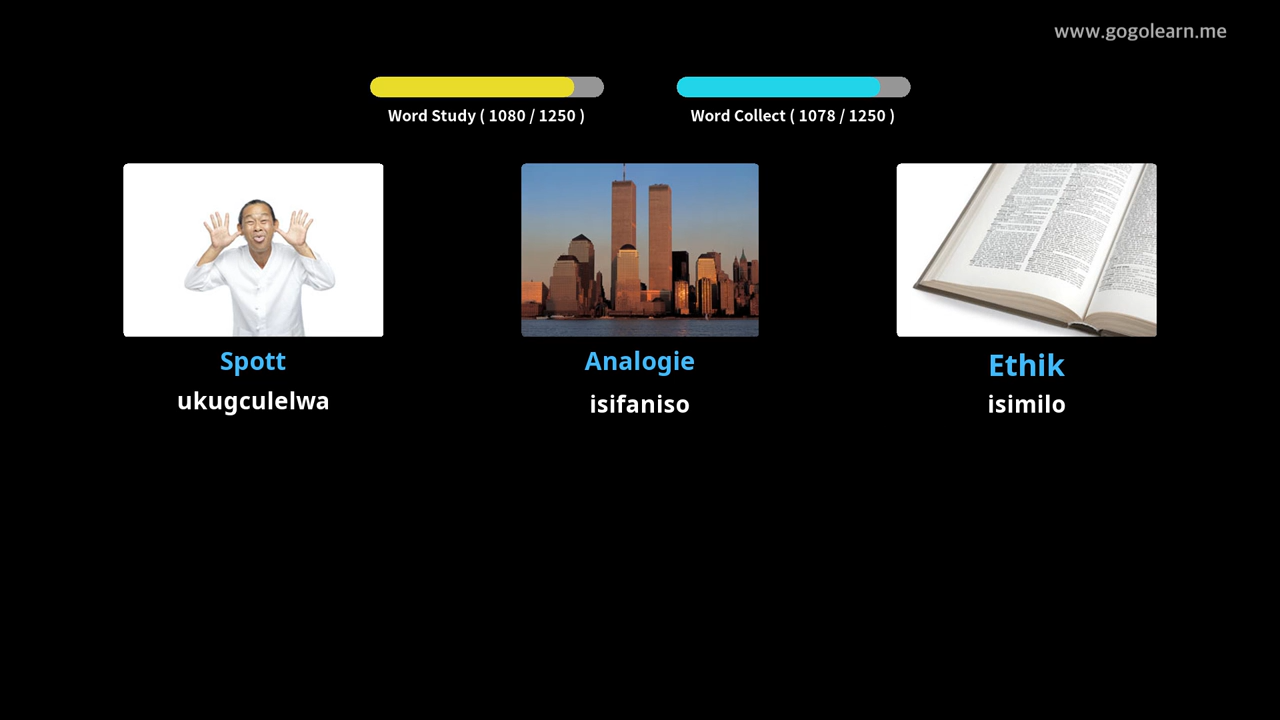 www.gogolearn.me
Word Study ( 1080 / 1250 )
Word Collect ( 1078 / 1250 )
Spott
Analogie
Ethik
ukugculelwa
isifaniso
isimilo